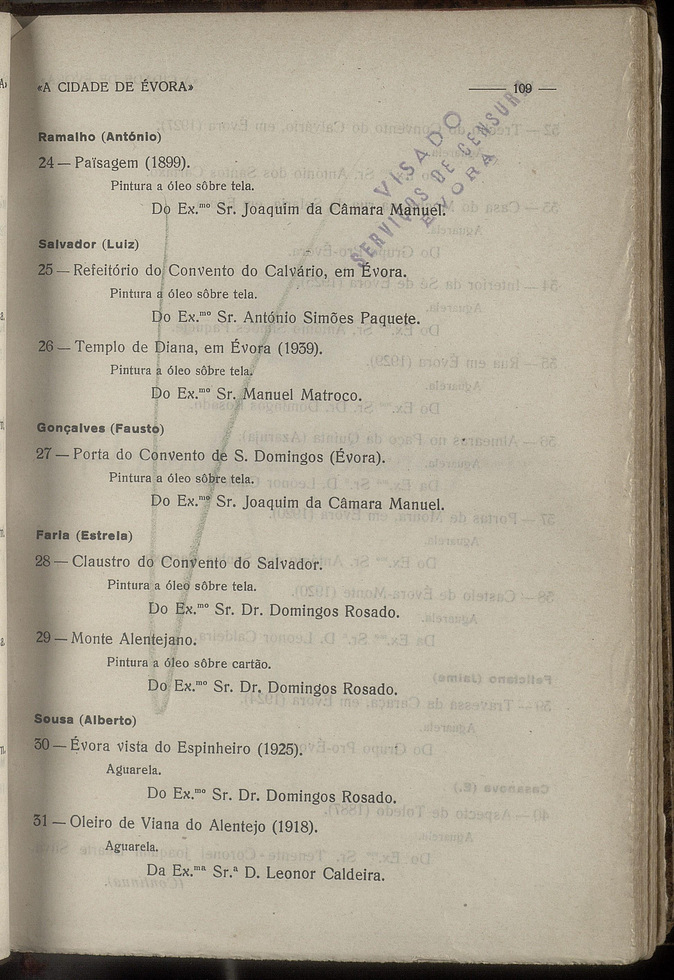 «A CIDADE DE ÉVORA» —— 109 —
VISADO
SERVIÇOS DE CENSURA
ÉVORA
Ramalho (António)
24 — Païsagem (1899).
Pintura a óleo sôbre tela.
Do Ex.mo Sr. Joaquim da Câmara Manuel.
Salvador (Luiz)
25 — Refeitório do Convento do Calvário, em Évora.
Pintura a óleo sôbre tela.
Do Ex.mo Sr. António Simões Paquete.
26 — Templo de Diana, em Évora (1939).
Pintura a óleo sôbre tela.
Do Ex.mo Sr. Manuel Matroco.
Gonçalves (Fausto)
27 — Porta do Convento de S. Domingos (Évora).
Pintura a óleo sôbre tela.
Do Ex.mo Sr. Joaquim da Câmara Manuel.
Faria (Estrela)
28 — Claustro do Convento do Salvador.
Pintura a óleo sôbre tela.
Do Ex.mo Sr. Dr. Domingos Rosado.
29 — Monte Alentejano.
Pintura a óleo sôbre cartão.
Do Ex.mo Sr. Dr. Domingos Rosado.
Sousa (Alberto)
30 — Évora vista do Espinheiro (1925).
Aguarela.
Do Ex.mo Sr. Dr. Domingos Rosado.
31 — Oleiro de Viana do Alentejo (1918).
Aguarela.
Da Ex.ma Sr.a D. Leonor Caldeira.